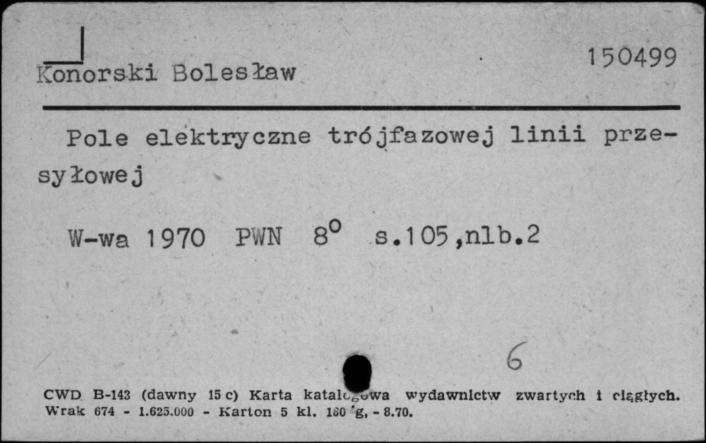 150499
Konorski Bolesław
Pole elektryczne trójfazowej linii prze-
syłowej
W-wa 1970 PWN 8° s.105,nlb.2
6
CWD B-143 (dawny 15 c) Karta katalogowa wydawnictw zwartych i ciągłych.
Wrak 674 - 1.625.000 - Karton 5 kl. 160 g, - 8.70.